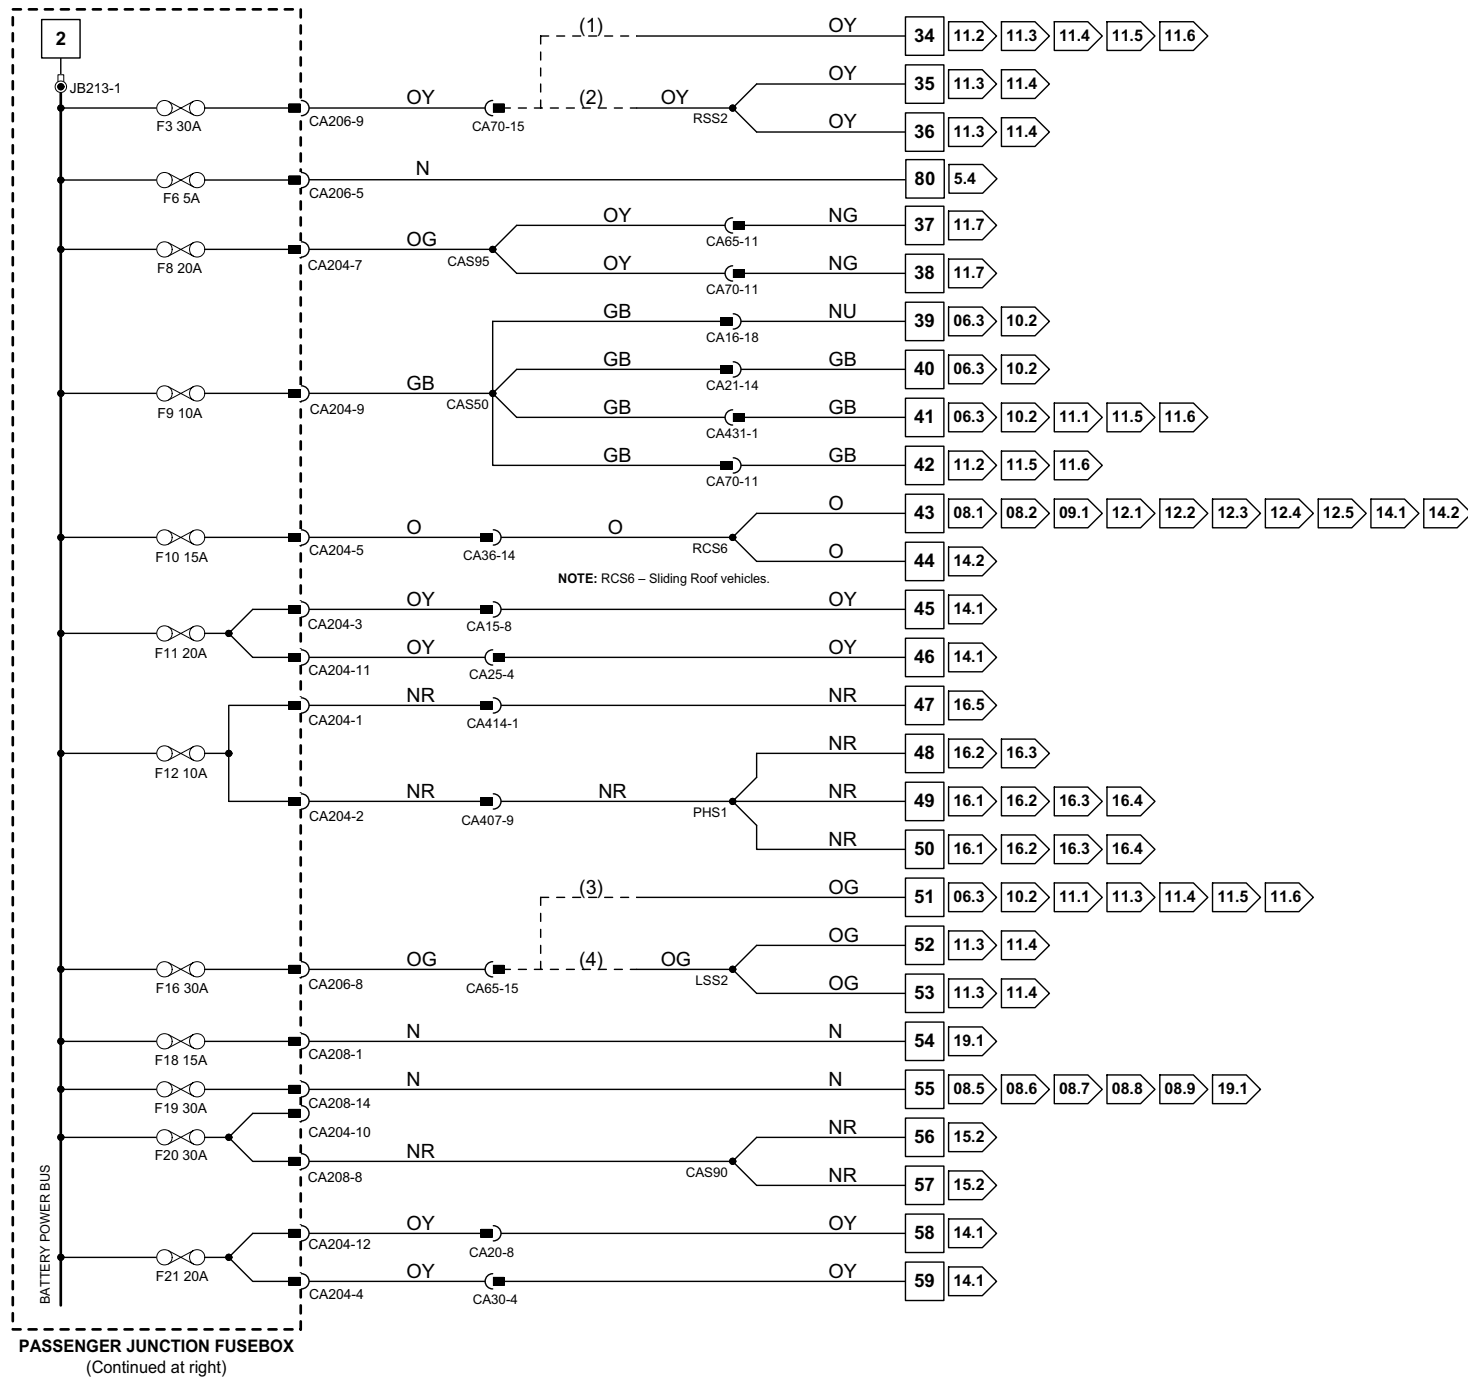 2
JB213-1
(1) OY 34 11.2 11.3 11.4 11.5 11.6
F3 30A CA206-9 OY CA70-15 (2) OY RSS2
OY 35 11.3 11.4
OY 36 11.3 11.4
F6 5A CA206-5 N 80 5.4
F8 20A CA204-7 OG CAS95
OY CA65-11 NG 37 11.7
OY CA70-11 NG 38 11.7
F9 10A CA204-9 GB CAS50
GB CA16-18 NU 39 06.3 10.2
GB CA21-14 GB 40 06.3 10.2
GB CA431-1 GB 41 06.3 10.2 11.1 11.5 11.6
GB CA70-11 GB 42 11.2 11.5 11.6
F10 15A CA204-5 O CA36-14 O RCS6
O 43 08.1 08.2 09.1 12.1 12.2 12.3 12.4 12.5 14.1 14.2
O 44 14.2
NOTE: RCS6 – Sliding Roof vehicles.
F11 20A
CA204-3 OY CA15-8 OY 45 14.1
CA204-11 OY CA25-4 OY 46 14.1
F12 10A
CA204-1 NR CA414-1 NR 47 16.5
CA204-2 NR CA407-9 NR PHS1
NR 48 16.2 16.3
NR 49 16.1 16.2 16.3 16.4
NR 50 16.1 16.2 16.3 16.4
(3) OG 51 06.3 10.2 11.1 11.3 11.4 11.5 11.6
F16 30A CA206-8 OG CA65-15 (4) OG LSS2
OG 52 11.3 11.4
OG 53 11.3 11.4
F18 15A CA208-1 N N 54 19.1
F19 30A CA208-14 N N 55 08.5 08.6 08.7 08.8 08.9 19.1
F20 30A CA204-10
CA208-8 NR CAS90
NR 56 15.2
NR 57 15.2
F21 20A
CA204-12 OY CA20-8 OY 58 14.1
CA204-4 OY CA30-4 OY 59 14.1
BATTERY POWER BUS
PASSENGER JUNCTION FUSEBOX
(Continued at right)